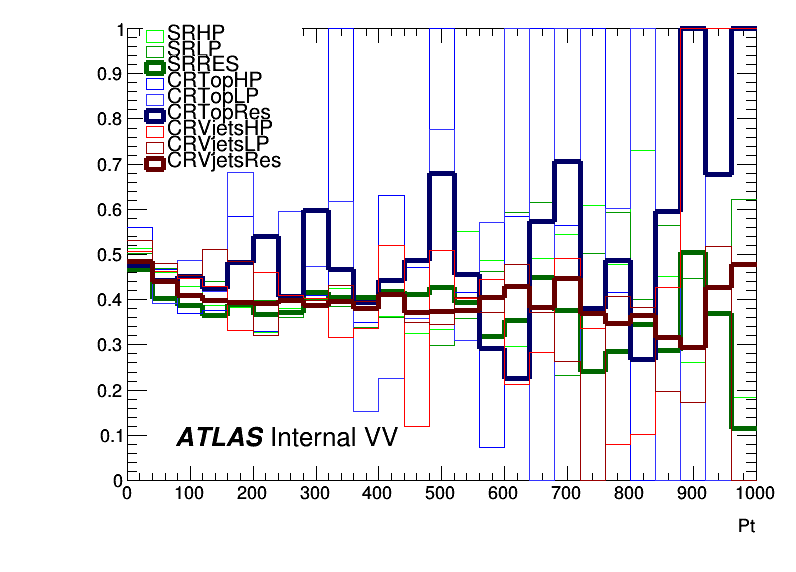 1
0.9
0.8
0.7
0.6
0.5
0.4
0.3
0.2
0.1
0
SRHP
SRLP
SRRES
CRTopHP
CRTopLP
CRTopRes
CRVjetsHP
CRVjetsLP
CRVjetsRes
ATLAS Internal VV
0 100 200 300 400 500 600 700 800 900 1000
Pt